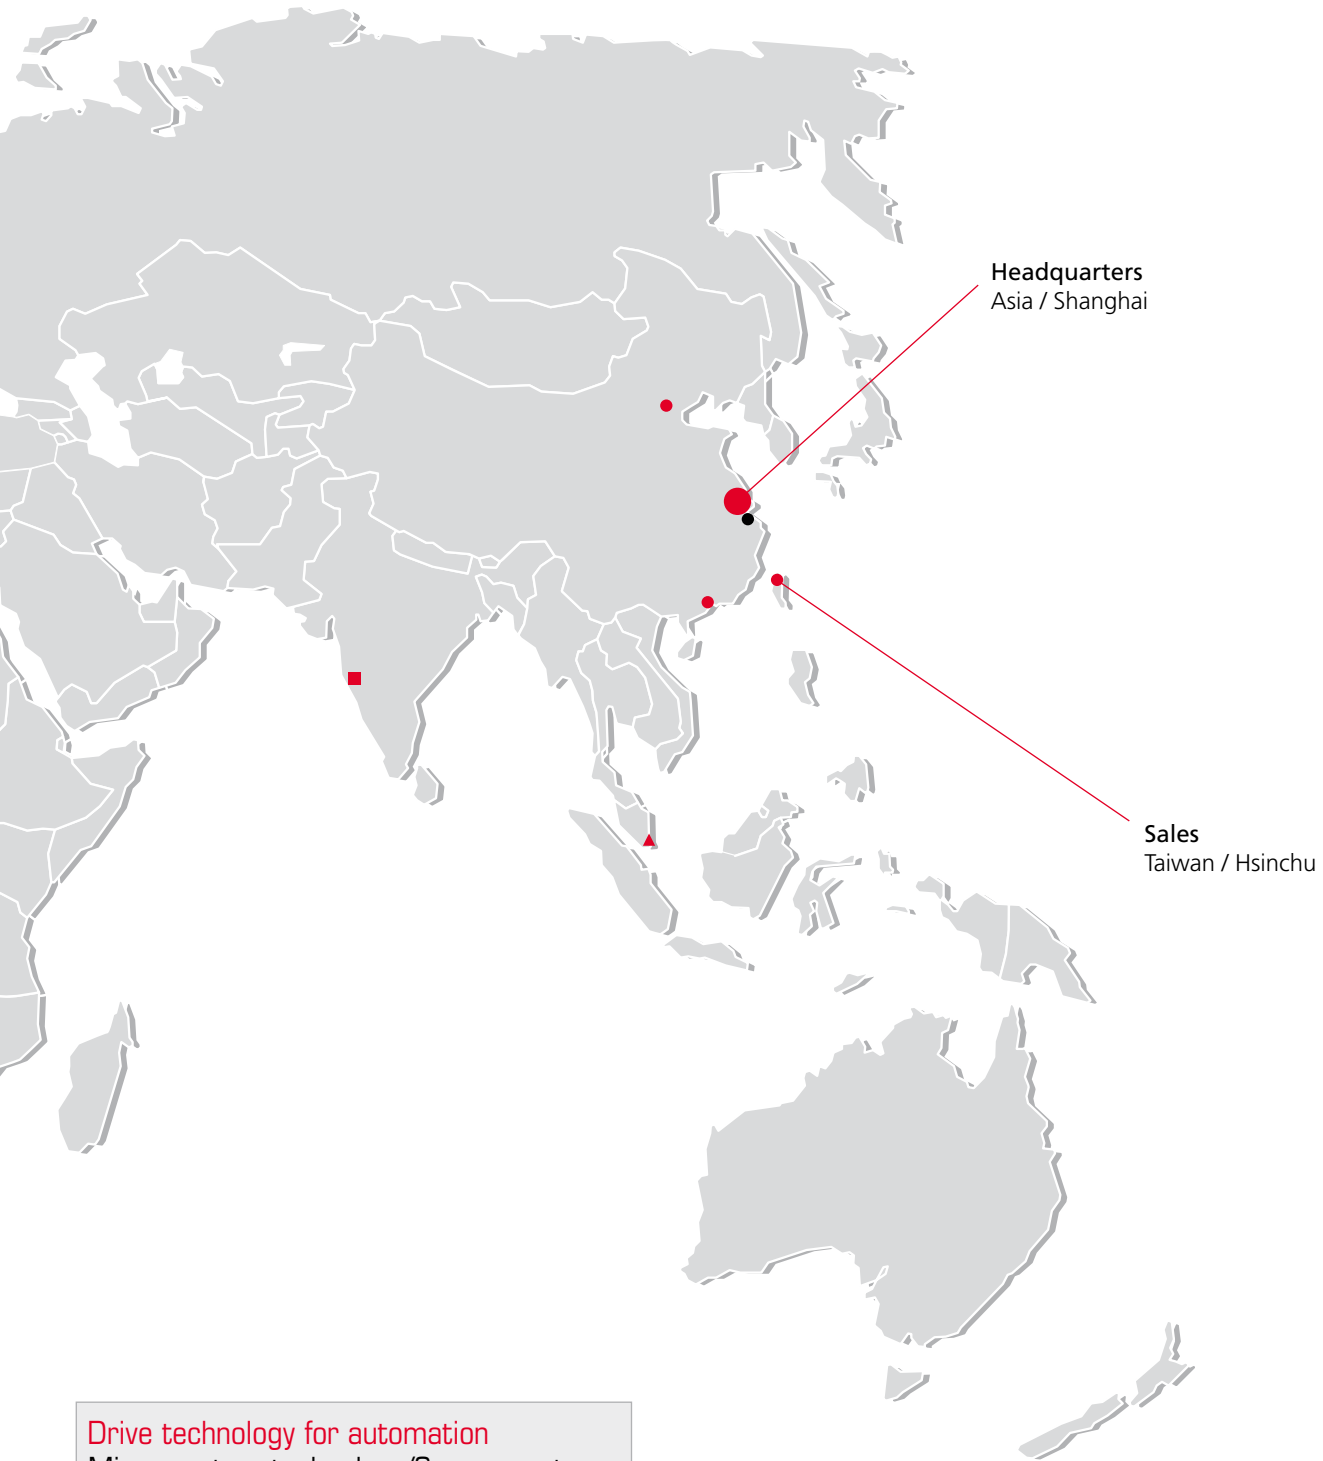 Headquarters
Asia / Shanghai
Sales
Taiwan / Hsinchu
Drive technology for automation